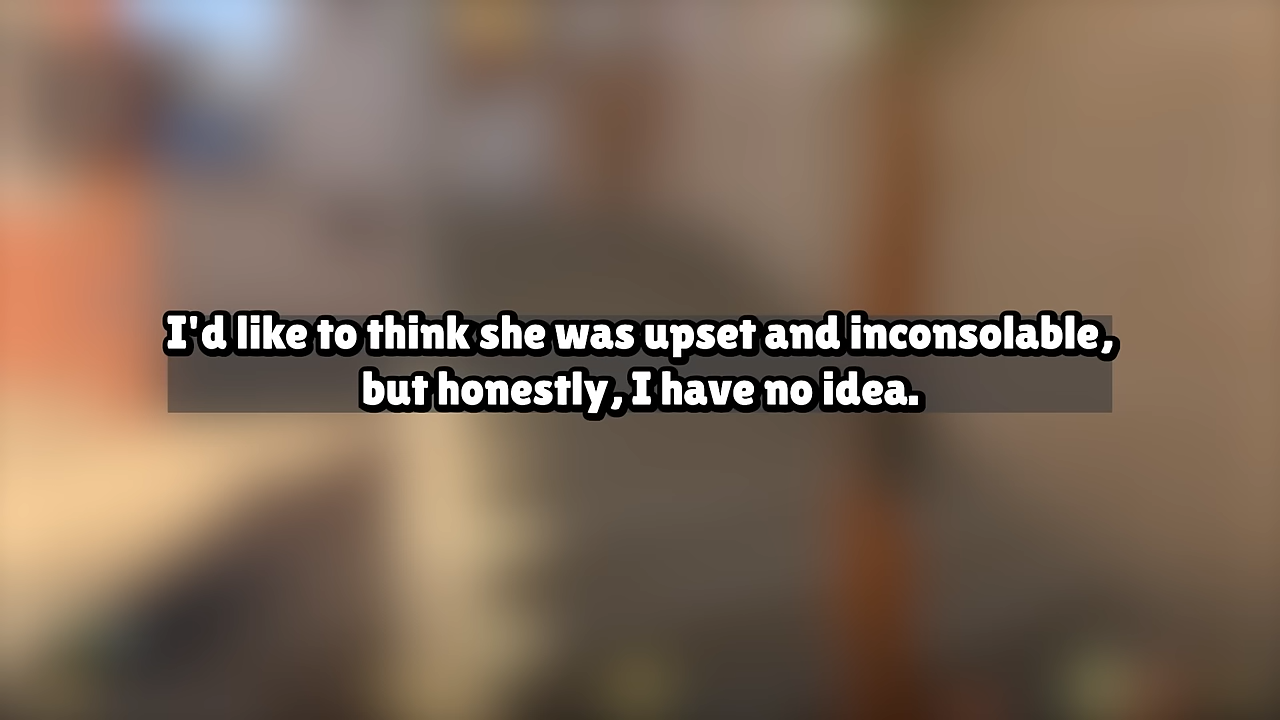 I'd like to think she was upset and inconsolable,
but honestly, I have no idea.